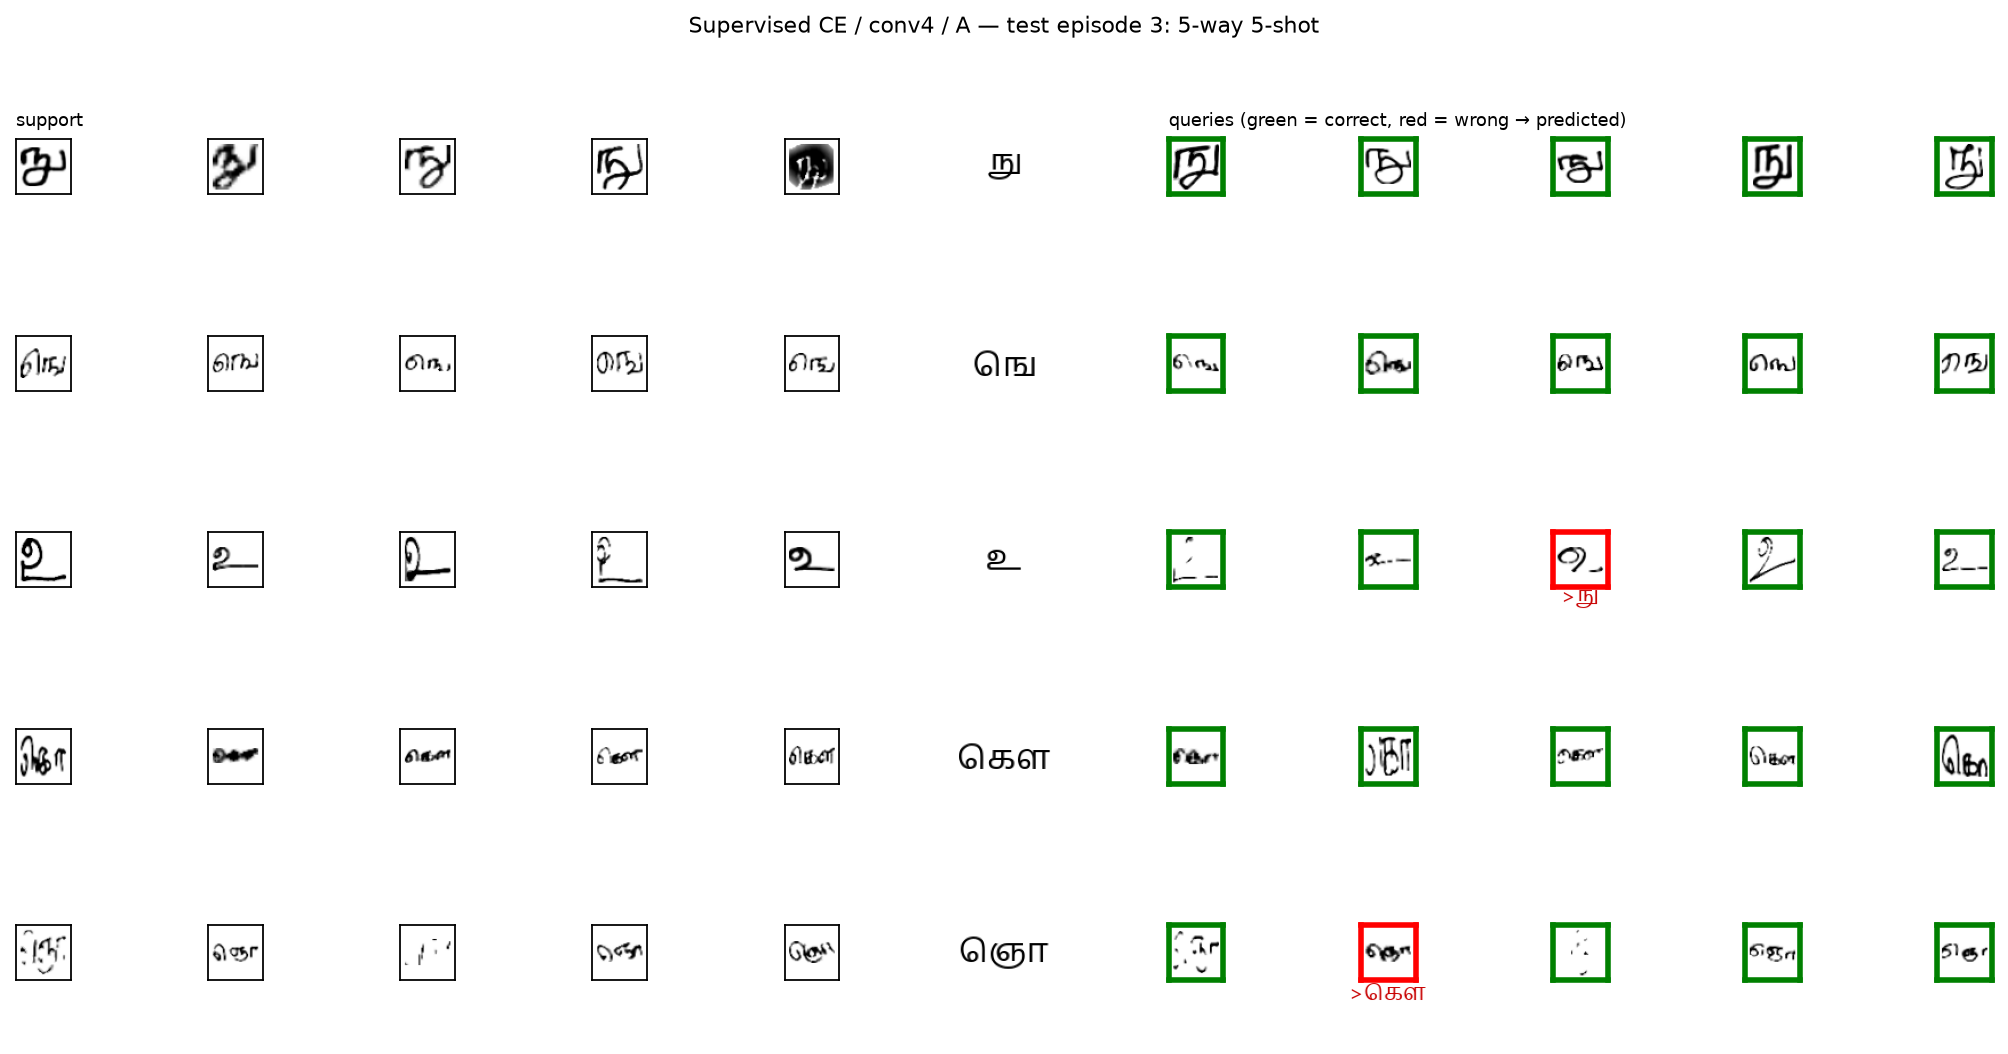 Supervised CE / conv4 / A — test episode 3: 5-way 5-shot
support
queries (green = correct, red = wrong → predicted)
நு நு நு நு நு நு நு நு நு நு நு
ஙெ ஙெ ஙெ ஙெ ஙெ ஙெ ஙெ ஙெ ஙெ ஙெ ஙெ
உ உ உ உ உ உ உ உ உ
>நு
கௌ கௌ கௌ கௌ கௌ கௌ கௌ கௌ கௌ
ஞொ ஞொ ஞொ ஞொ ஞொ ஞொ ஞொ
>கௌ